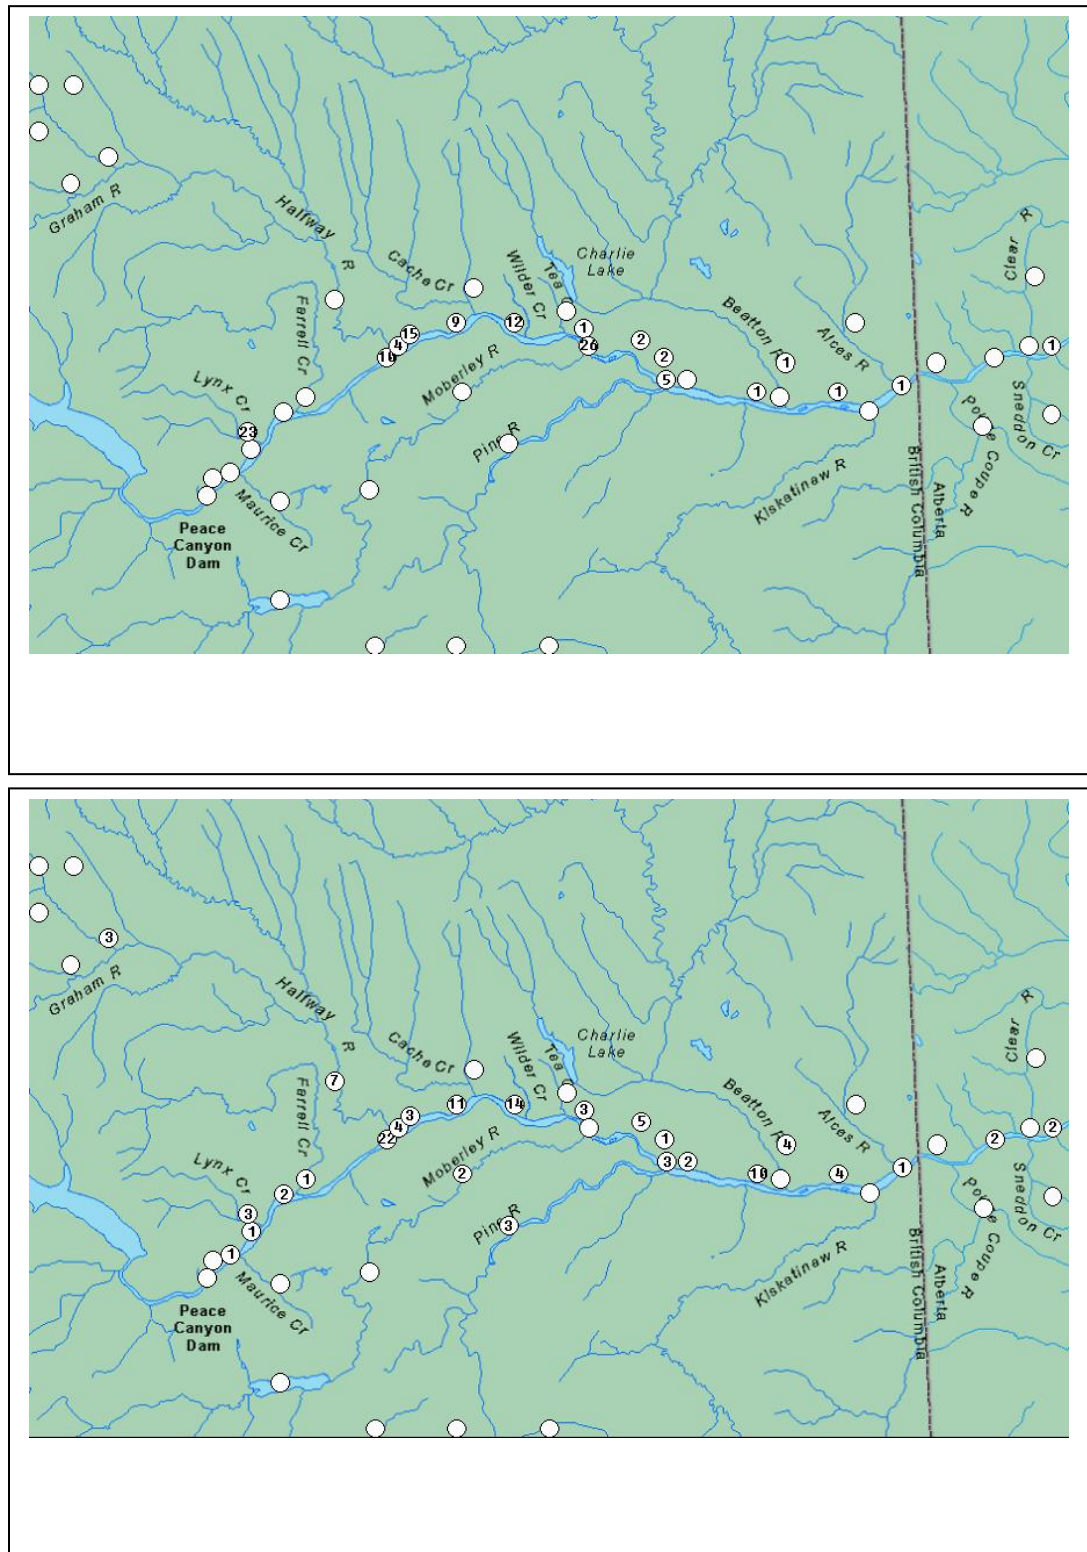 Graham R
Halfway
R
Cache Cr
Wilder Cr
Tea
Charlie
Lake
Clear R
Farrell Cr
15
9
12
1
26
2
2
Beatton R
1
Alces R
1
4
Lynx Cr
Moberley R
5
1
1
1
23
Pine R
Pouce Coupe R
Sneddon Cr
Maurice Cr
Kiskatinaw R
British Columbia
Alberta
Peace
Canyon
Dam
3
Graham R
Halfway
R
Cache Cr
Wilder Cr
Tea
Charlie
Lake
Clear R
7
Farrell Cr
3
11
14
3
5
1
Beatton R
4
Alces R
2
2
22
4
Lynx Cr
1
2
Moberley R
2
3
2
10
4
1
3
1
1
Pine R
3
Pouce Coupe R
Sneddon Cr
Maurice Cr
Kiskatinaw R
British Columbia
Alberta
Peace
Canyon
Dam